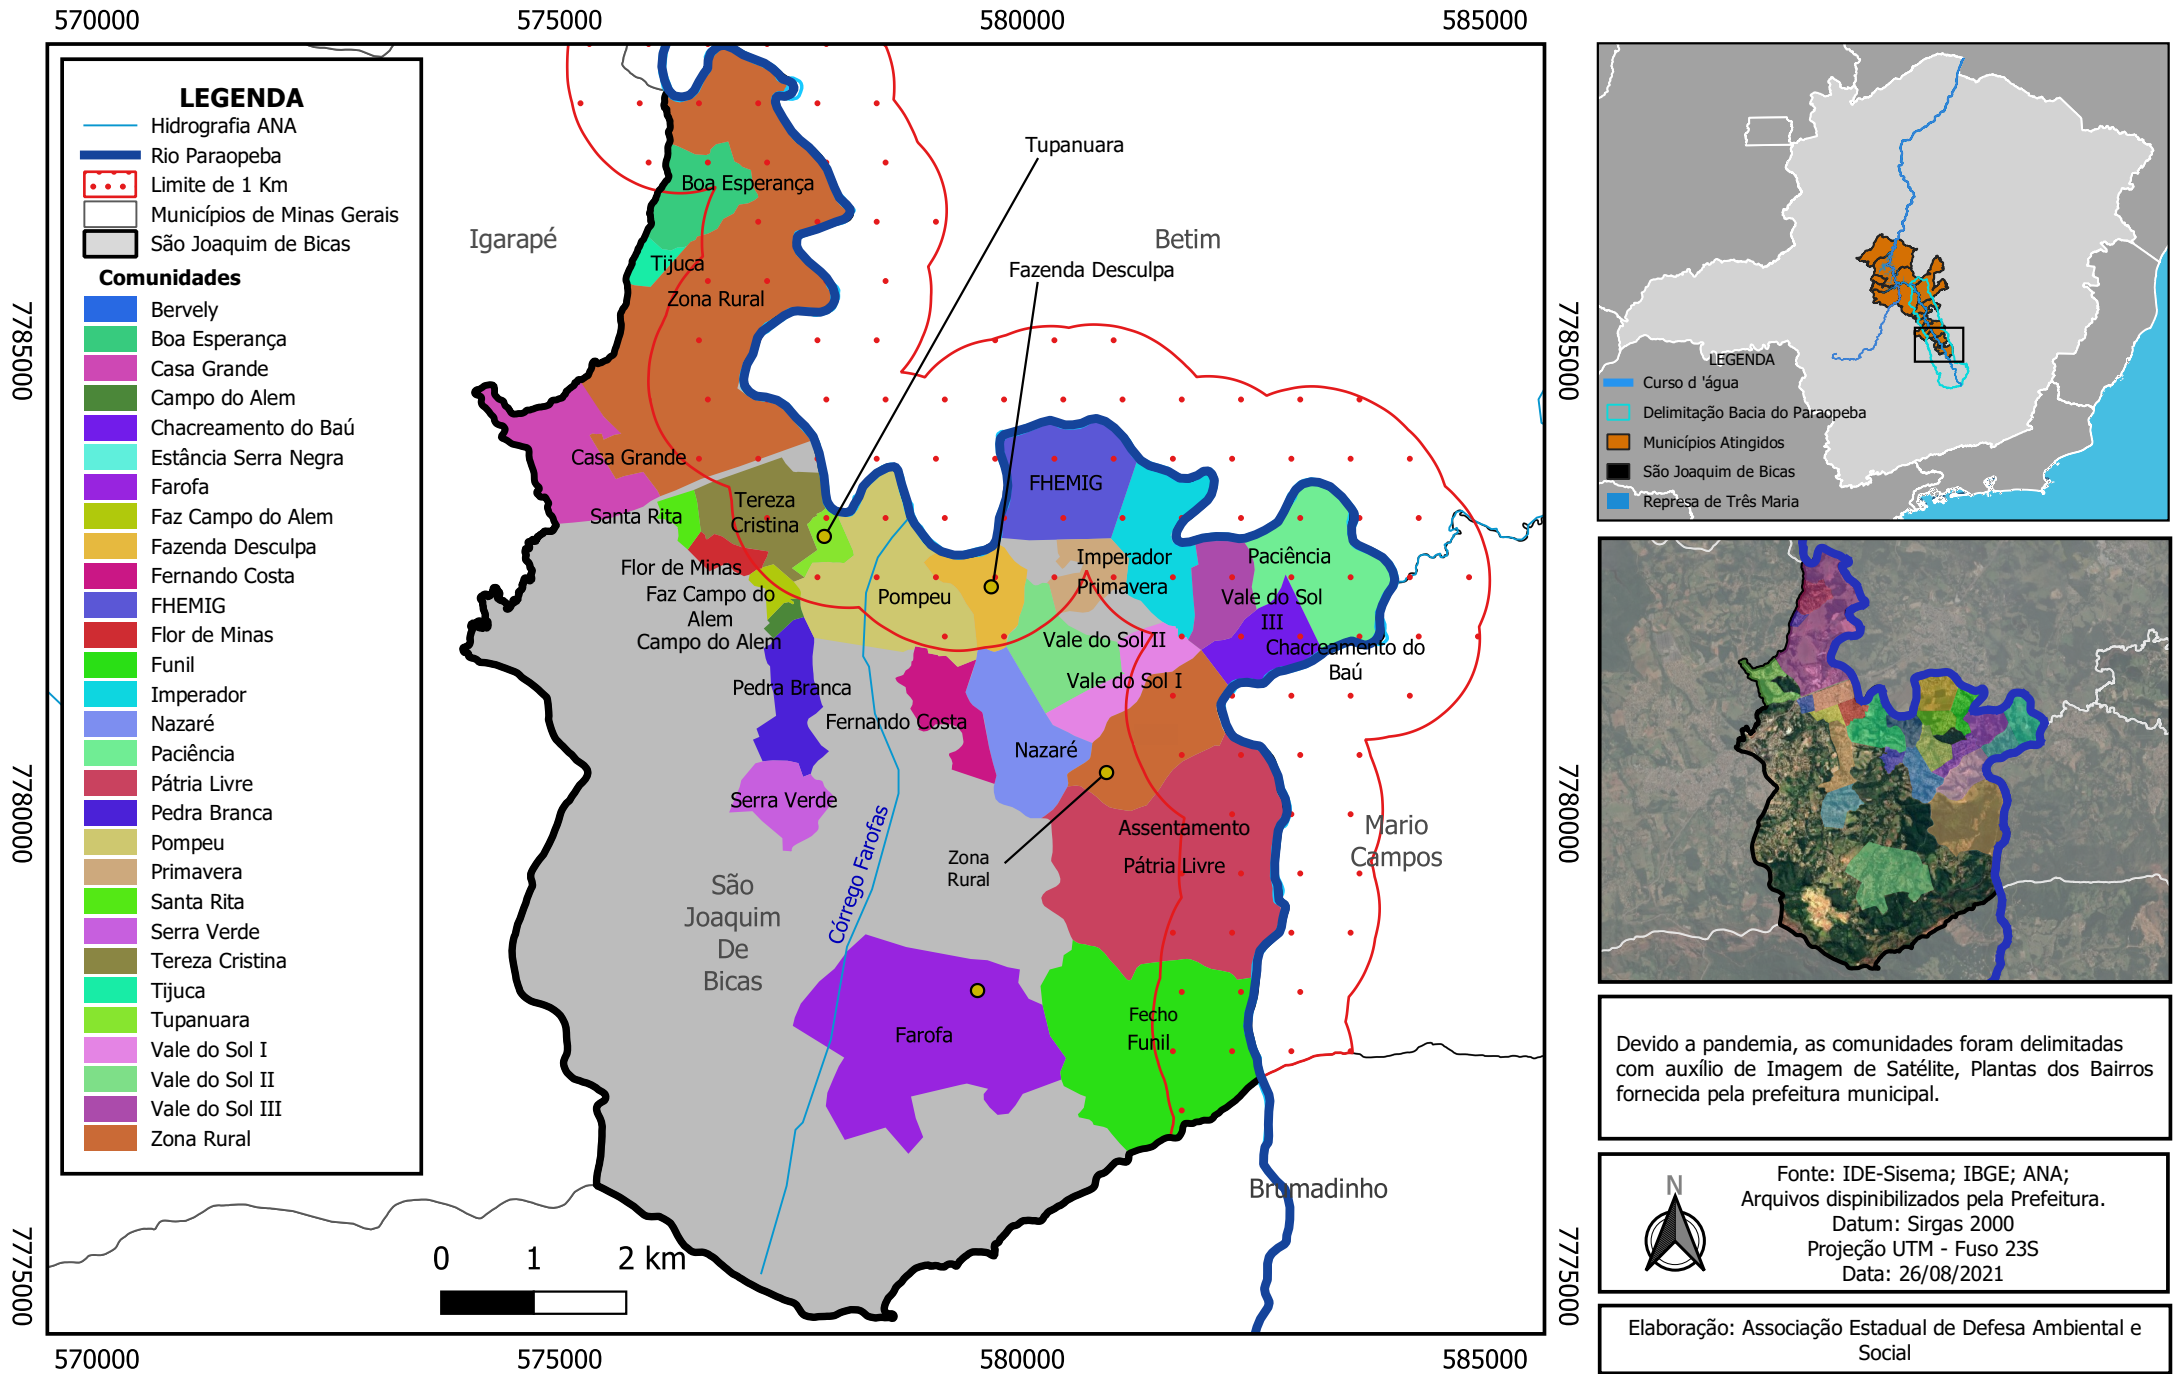 570000
575000
580000
585000
LEGENDA
Hidrografia ANA
Rio Paraopeba
Limite de 1 Km
Municípios de Minas Gerais
São Joaquim de Bicas
Comunidades
Bervely
Boa Esperança
Casa Grande
Campo do Alem
Chacreamento do Baú
Estância Serra Negra
Farofa
Faz Campo do Alem
Fazenda Desculpa
Fernando Costa
FHEMIG
Flor de Minas
Funil
Imperador
Nazaré
Paciência
Pátria Livre
Pedra Branca
Pompeu
Primavera
Santa Rita
Serra Verde
Tereza Cristina
Tijuca
Tupanuara
Vale do Sol I
Vale do Sol II
Vale do Sol III
Zona Rural
7785000
7780000
7775000
Igarapé
Betim
Tupanuara
Fazenda Desculpa
Boa Esperança
Tijuca
Zona Rural
Casa Grande
Santa Rita
Tereza
Cristina
Flor de Minas
Faz Campo do
Alem
Campo do Alem
Pompeu
FHEMIG
Imperador
Primavera
Paciência
Vale do Sol
III
Chacreamento do
Baú
Vale do Sol II
Vale do Sol I
Pedra Branca
Fernando Costa
Nazaré
Serra Verde
Córrego Farofas
Zona
Rural
Assentamento
Pátria Livre
Mario
Campos
São
Joaquim
De
Bicas
Farofa
Fecho
Funil
Brumadinho
0 1 2 km
7785000
7780000
7775000
570000
575000
580000
585000
LEGENDA
Curso d 'água
Delimitação Bacia do Paraopeba
Municípios Atingidos
São Joaquim de Bicas
Represa de Três Maria
Devido a pandemia, as comunidades foram delimitadas
com auxílio de Imagem de Satélite, Plantas dos Bairros
fornecida pela prefeitura municipal.
N
Fonte: IDE-Sisema; IBGE; ANA;
Arquivos dispinibilizados pela Prefeitura.
Datum: Sirgas 2000
Projeção UTM - Fuso 23S
Data: 26/08/2021
Elaboração: Associação Estadual de Defesa Ambiental e
Social